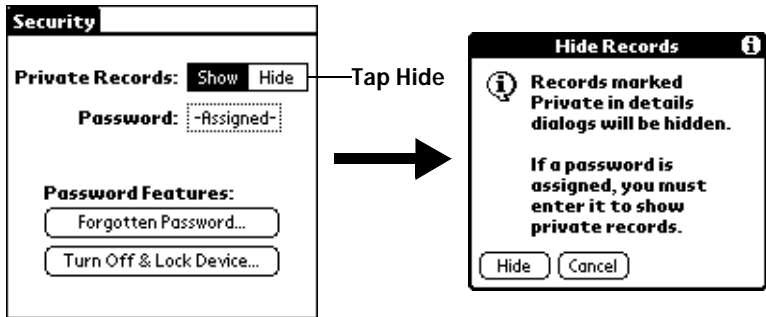 Security
Private Records: Show Hide
Tap Hide
Password: -Assigned-
Password Features:
Forgotten Password...
Turn Off & Lock Device...
Hide Records
Records marked
Private in details
dialogs will be hidden.
If a password is
assigned, you must
enter it to show
private records.
Hide Cancel